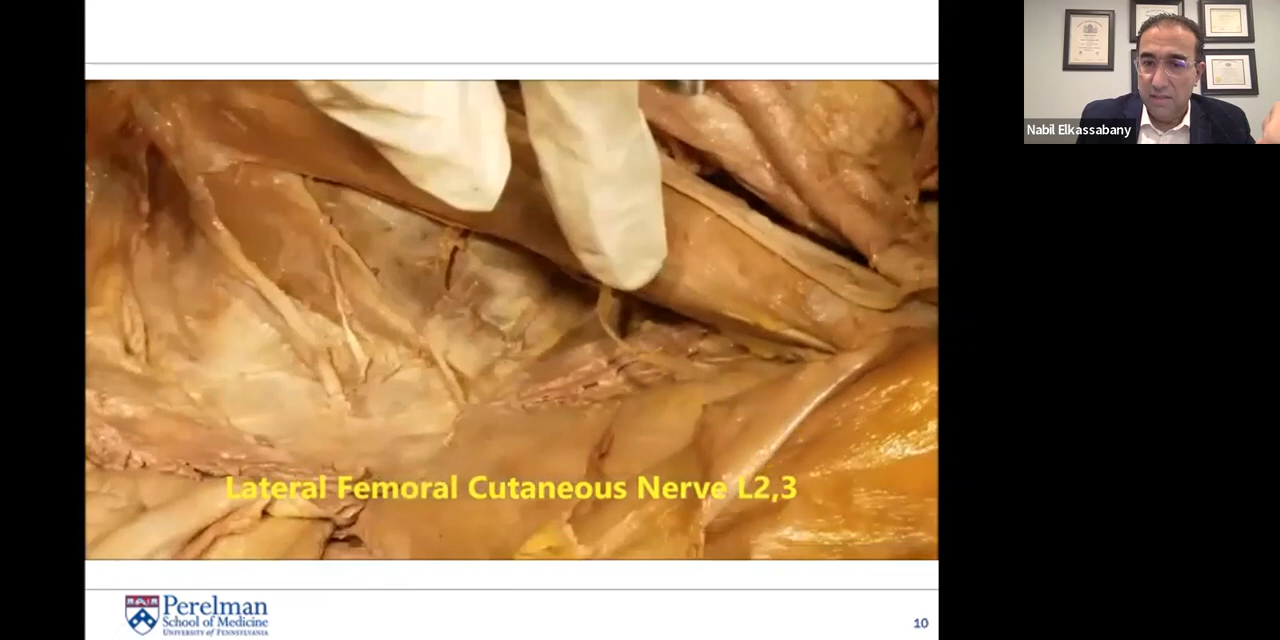 Nabil Elkassabany
Lateral Femoral Cutaneous Nerve L2,3
Perelman
School of Medicine
UNIVERSITY of PENNSYLVANIA
10